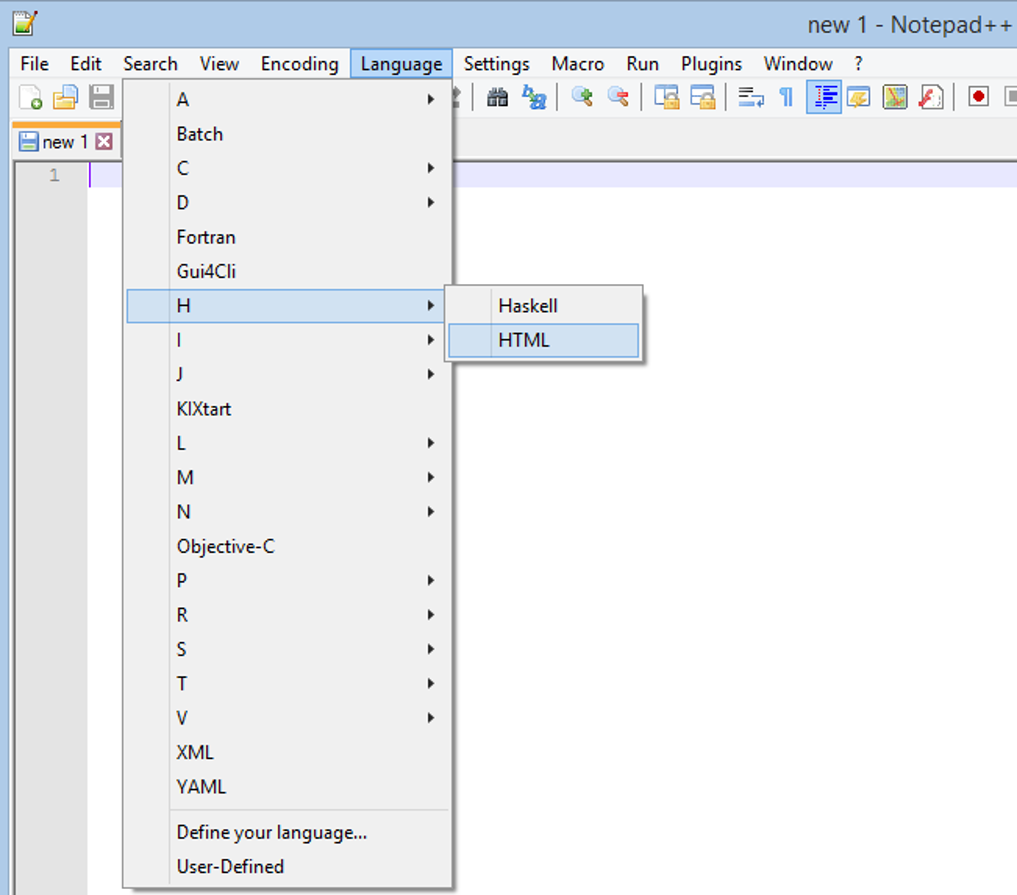 new 1 - Notepad++
File Edit Search View Encoding Language Settings Macro Run Plugins Window ?
new 1
1
A
Batch
C
D
Fortran
Gui4Cli
H
Haskell
I
HTML
J
KIXtart
L
M
N
Objective-C
P
R
S
T
V
XML
YAML
Define your language...
User-Defined